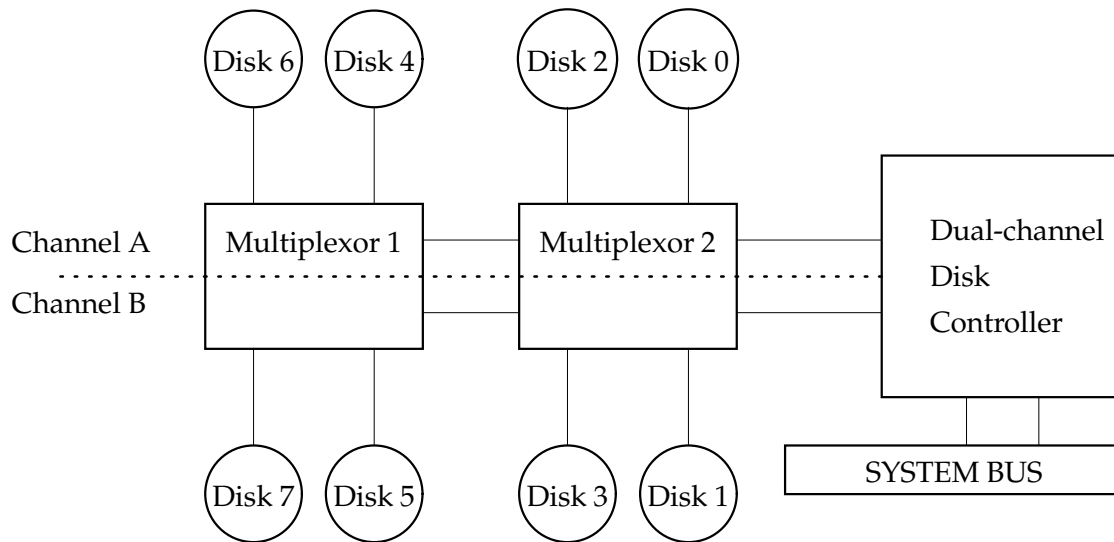 Disk 6
Disk 4
Disk 2
Disk 0
Channel A
Multiplexor 1
Multiplexor 2
Dual-channel
Disk
Controller
Channel B
Disk 7
Disk 5
Disk 3
Disk 1
SYSTEM BUS